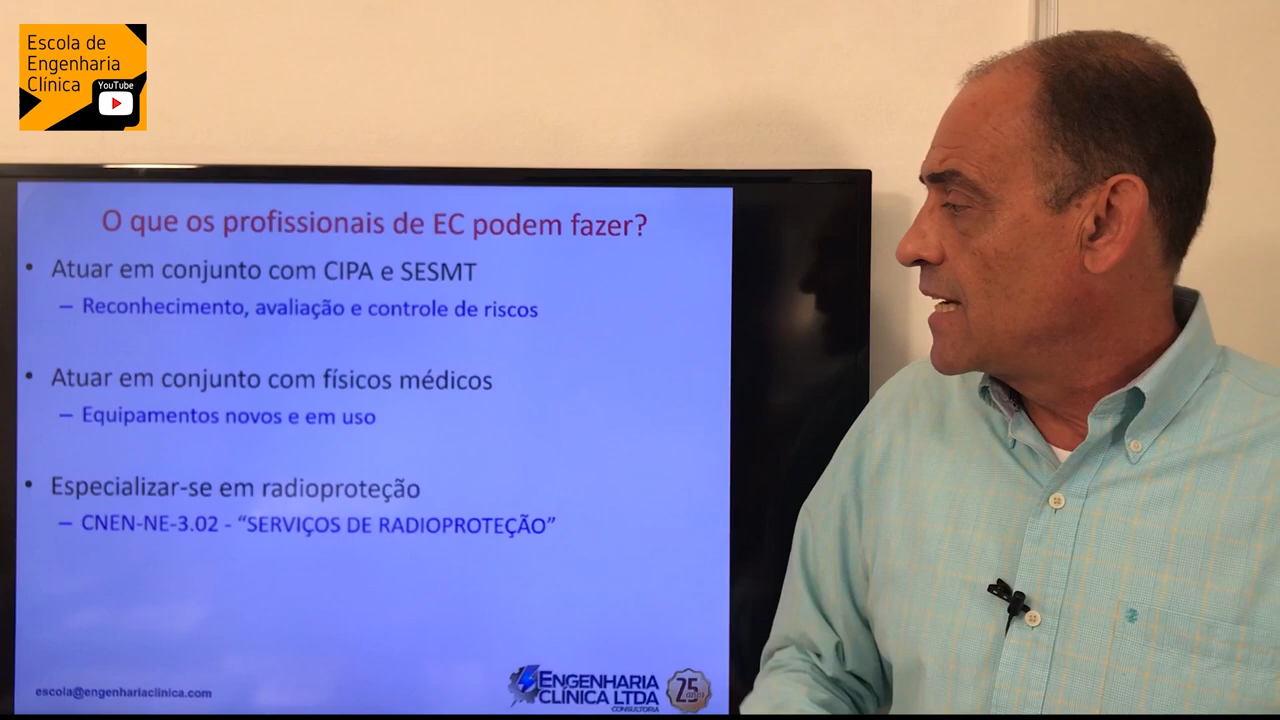 Escola de
Engenharia
Clínica
YouTube
O que os profissionais de EC podem fazer?
• Atuar em conjunto com CIPA e SESMT
– Reconhecimento, avaliação e controle de riscos
• Atuar em conjunto com físicos médicos
– Equipamentos novos e em uso
• Especializar-se em radioproteção
– CNEN-NE-3.02 - “SERVIÇOS DE RADIOPROTEÇÃO”
escola@engenhariaclinica.com
ENGENHARIA
CLÍNICA LTDA
CONSULTORIA
25
anos